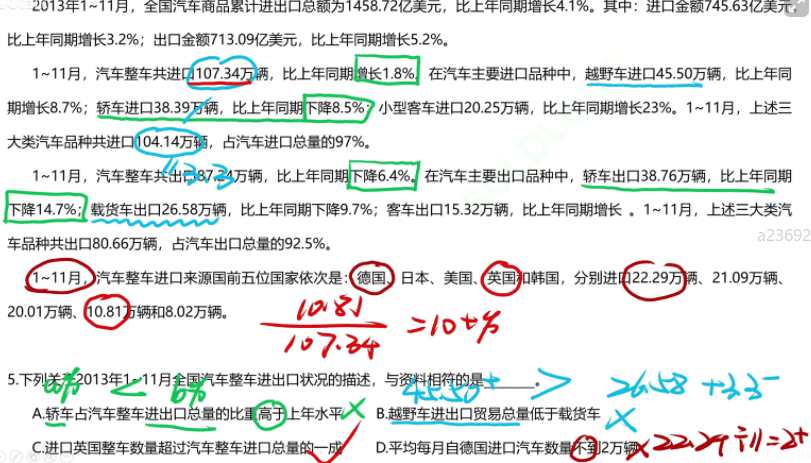 2013年1~11月，全国汽车商品累计进出口总额为1458.72亿美元，比上年同期增长4.1%。其中：进口金额745.63亿美元，
比上年同期增长3.2%；出口金额713.09亿美元，比上年同期增长5.2%。
1~11月，汽车整车共进口107.34万辆，比上年同期增长1.8%。在汽车主要进口品种中，越野车进口45.50万辆，比上年同
期增长8.7%；轿车进口38.39万辆，比上年同期下降8.5%；小型客车进口20.25万辆，比上年同期增长23%。1~11月，上述三
大类汽车品种共进口104.14万辆，占汽车进口总量的97%。
113.23
1~11月，汽车整车共出口87.24万辆，比上年同期下降6.4%。在汽车主要出口品种中，轿车出口38.76万辆，比上年同期
下降14.7%；载货车出口26.58万辆，比上年同期下降9.7%；客车出口15.32万辆，比上年同期增长 。1~11月，上述三大类汽
车品种共出口80.66万辆，占汽车出口总量的92.5%。
a23692
1~11月，汽车整车进口来源国前五位国家依次是：德国、日本、美国、英国和韩国，分别进口22.29万辆、21.09万辆、
20.01万辆、10.81万辆和8.02万辆。
10.81
107.34
=10+%
5.下列关于2013年1~11月全国汽车整车进出口状况的描述，与资料相符的是______。
< 6%
45.50+ > 26.58 +3.3
A.轿车占汽车整车进出口总量的比重高于上年水平 × B.越野车进出口贸易总量低于载货车 ×
C.进口英国整车数量超过汽车整车进口总量的一成 ✓ D.平均每月自德国进口汽车数量不到2万辆 × 22.29÷11=2+